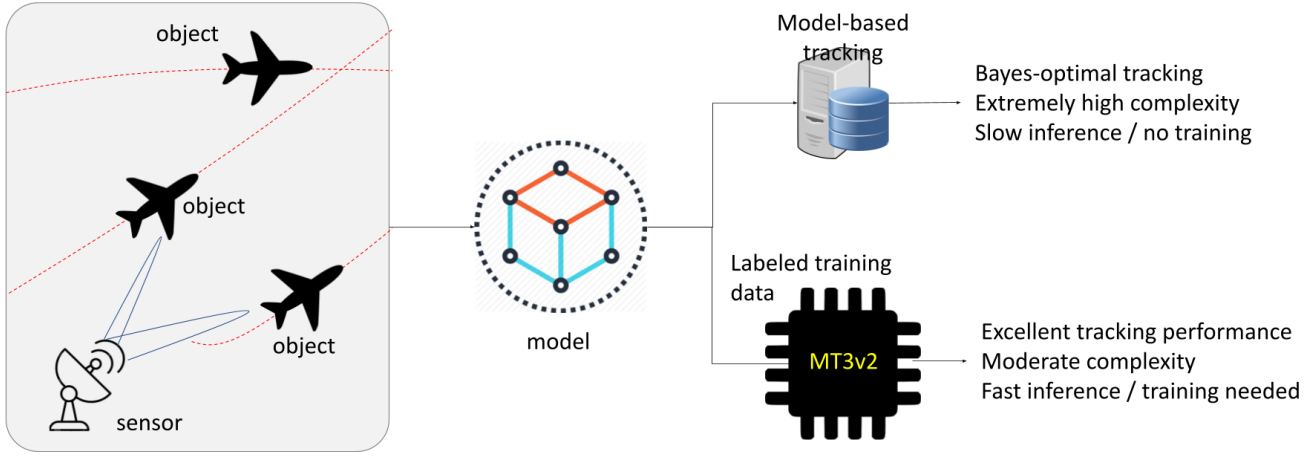 object
object
object
sensor
model
Model-based
tracking
Bayes-optimal tracking
Extremely high complexity
Slow inference / no training
Labeled training
data
MT3v2
Excellent tracking performance
Moderate complexity
Fast inference / training needed